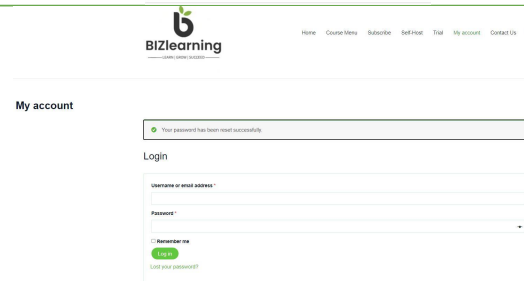 BIZlearning
LEARN | GROW | SUCCEED
Home Course Menu Subscribe Self-Host Trial My account Contact Us
My account
Your password has been reset successfully.
Login
Username or email address *
Password *
Remember me
Log in
Lost your password?